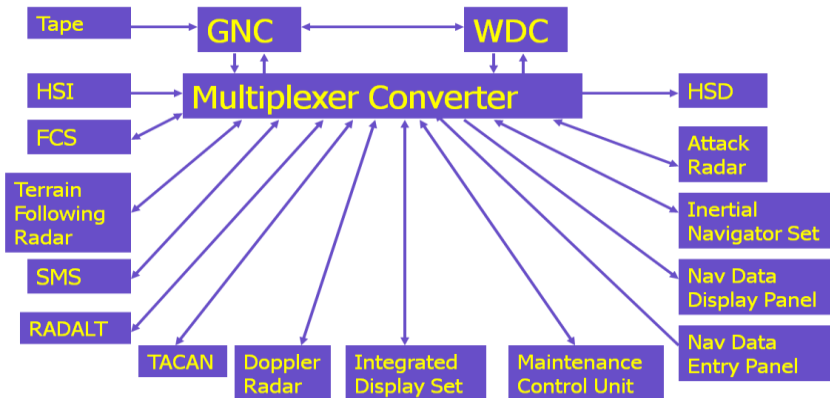 Tape
GNC
WDC
HSI
Multiplexer Converter
HSD
FCS
Attack
Radar
Terrain
Following
Radar
Inertial
Navigator Set
SMS
Nav Data
Display Panel
RADALT
TACAN
Doppler
Radar
Integrated
Display Set
Maintenance
Control Unit
Nav Data
Entry Panel